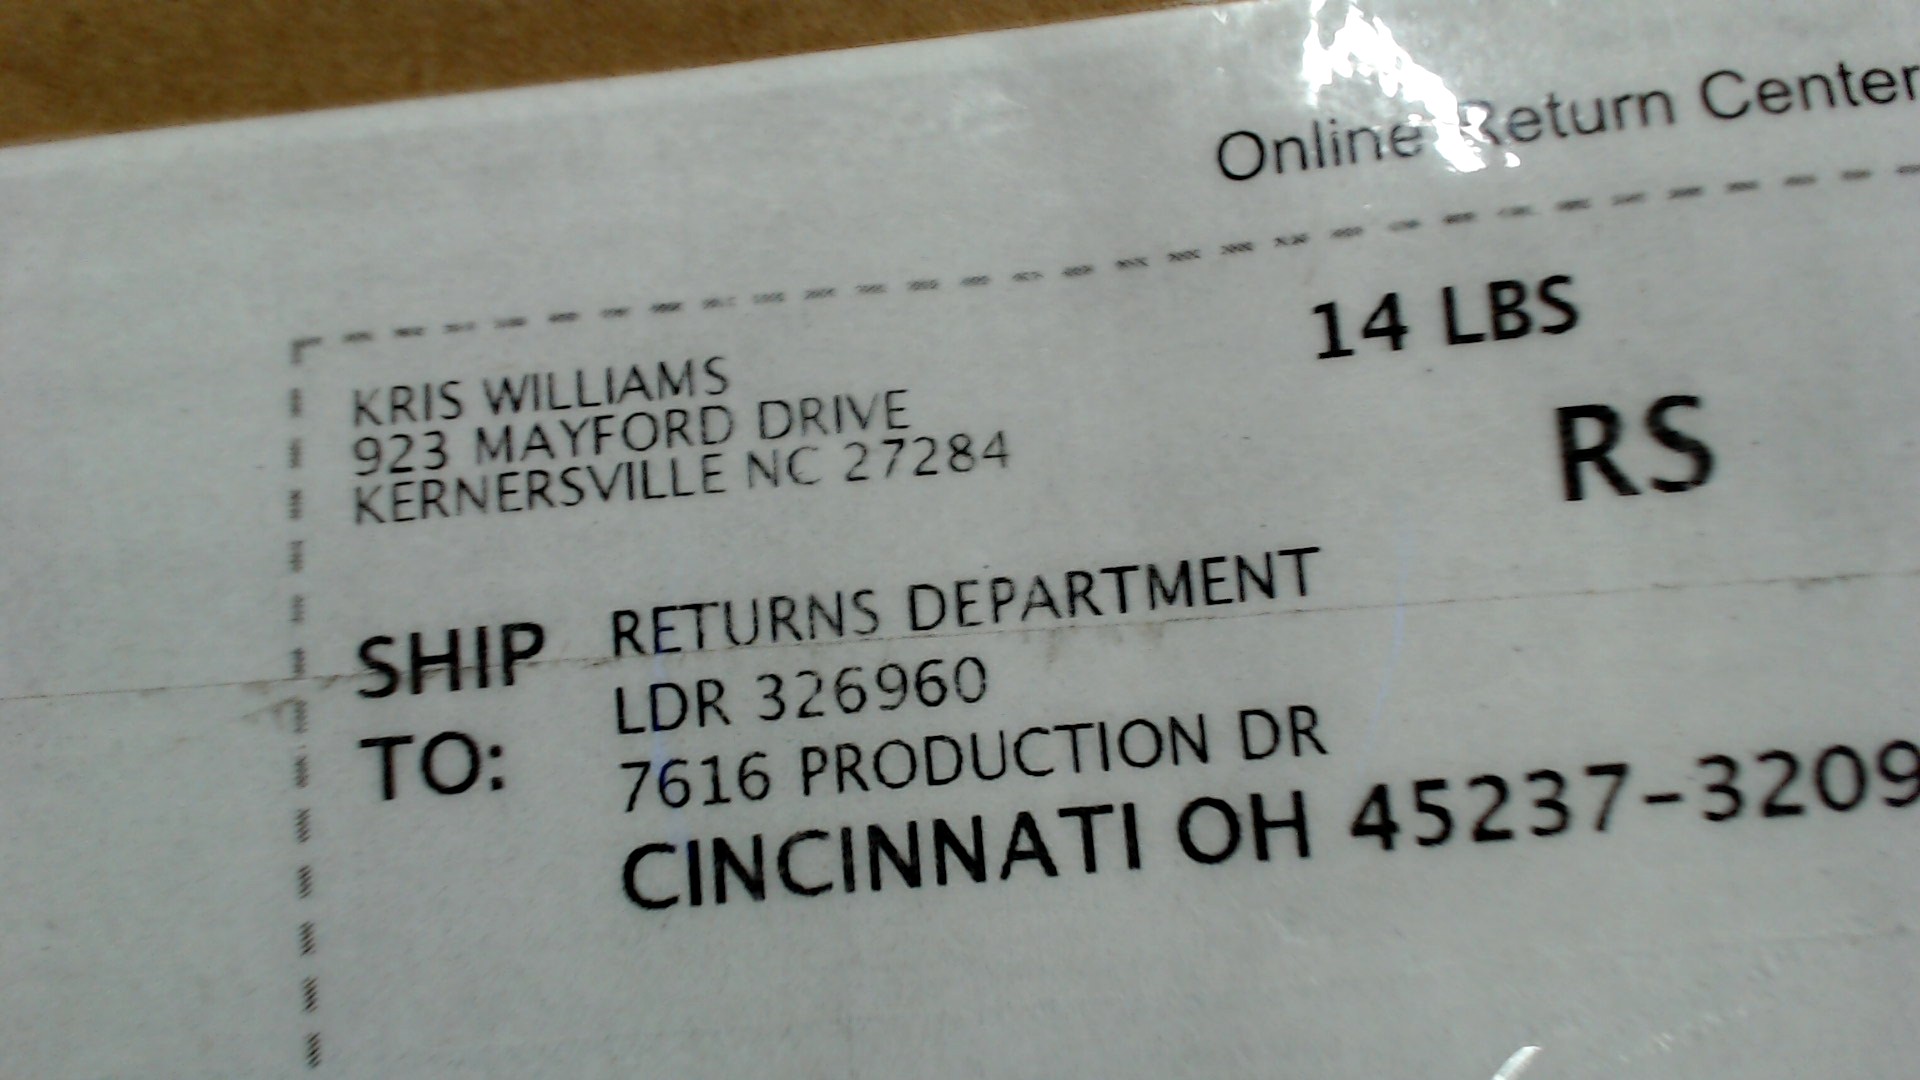 Online Return Center
14 LBS
RS
KRIS WILLIAMS
923 MAYFORD DRIVE
KERNERSVILLE NC 27284
SHIP TO:
RETURNS DEPARTMENT
LDR 326960
7616 PRODUCTION DR
CINCINNATI OH 45237-3209